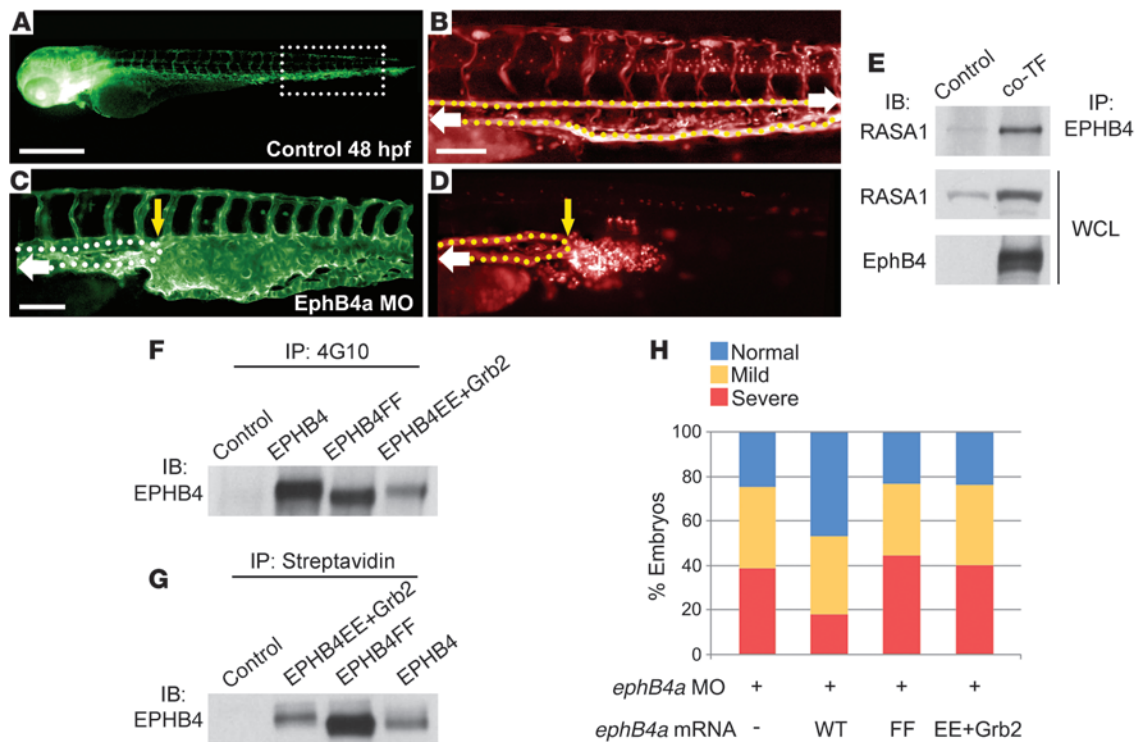 A
Control 48 hpf
B
C
EphB4a MO
D
E
Control
co-TF
IB:
RASA1
IP:
EPHB4
RASA1
EphB4
WCL
F
IP: 4G10
Control
EPHB4
EPHB4FF
EPHB4EE+Grb2
IB:
EPHB4
G
IP: Streptavidin
Control
EPHB4EE+Grb2
EPHB4FF
EPHB4
IB:
EPHB4
H
Normal
Mild
Severe
% Embryos
100
80
60
40
20
0
ephB4a MO + + + +
ephB4a mRNA - WT FF EE+Grb2